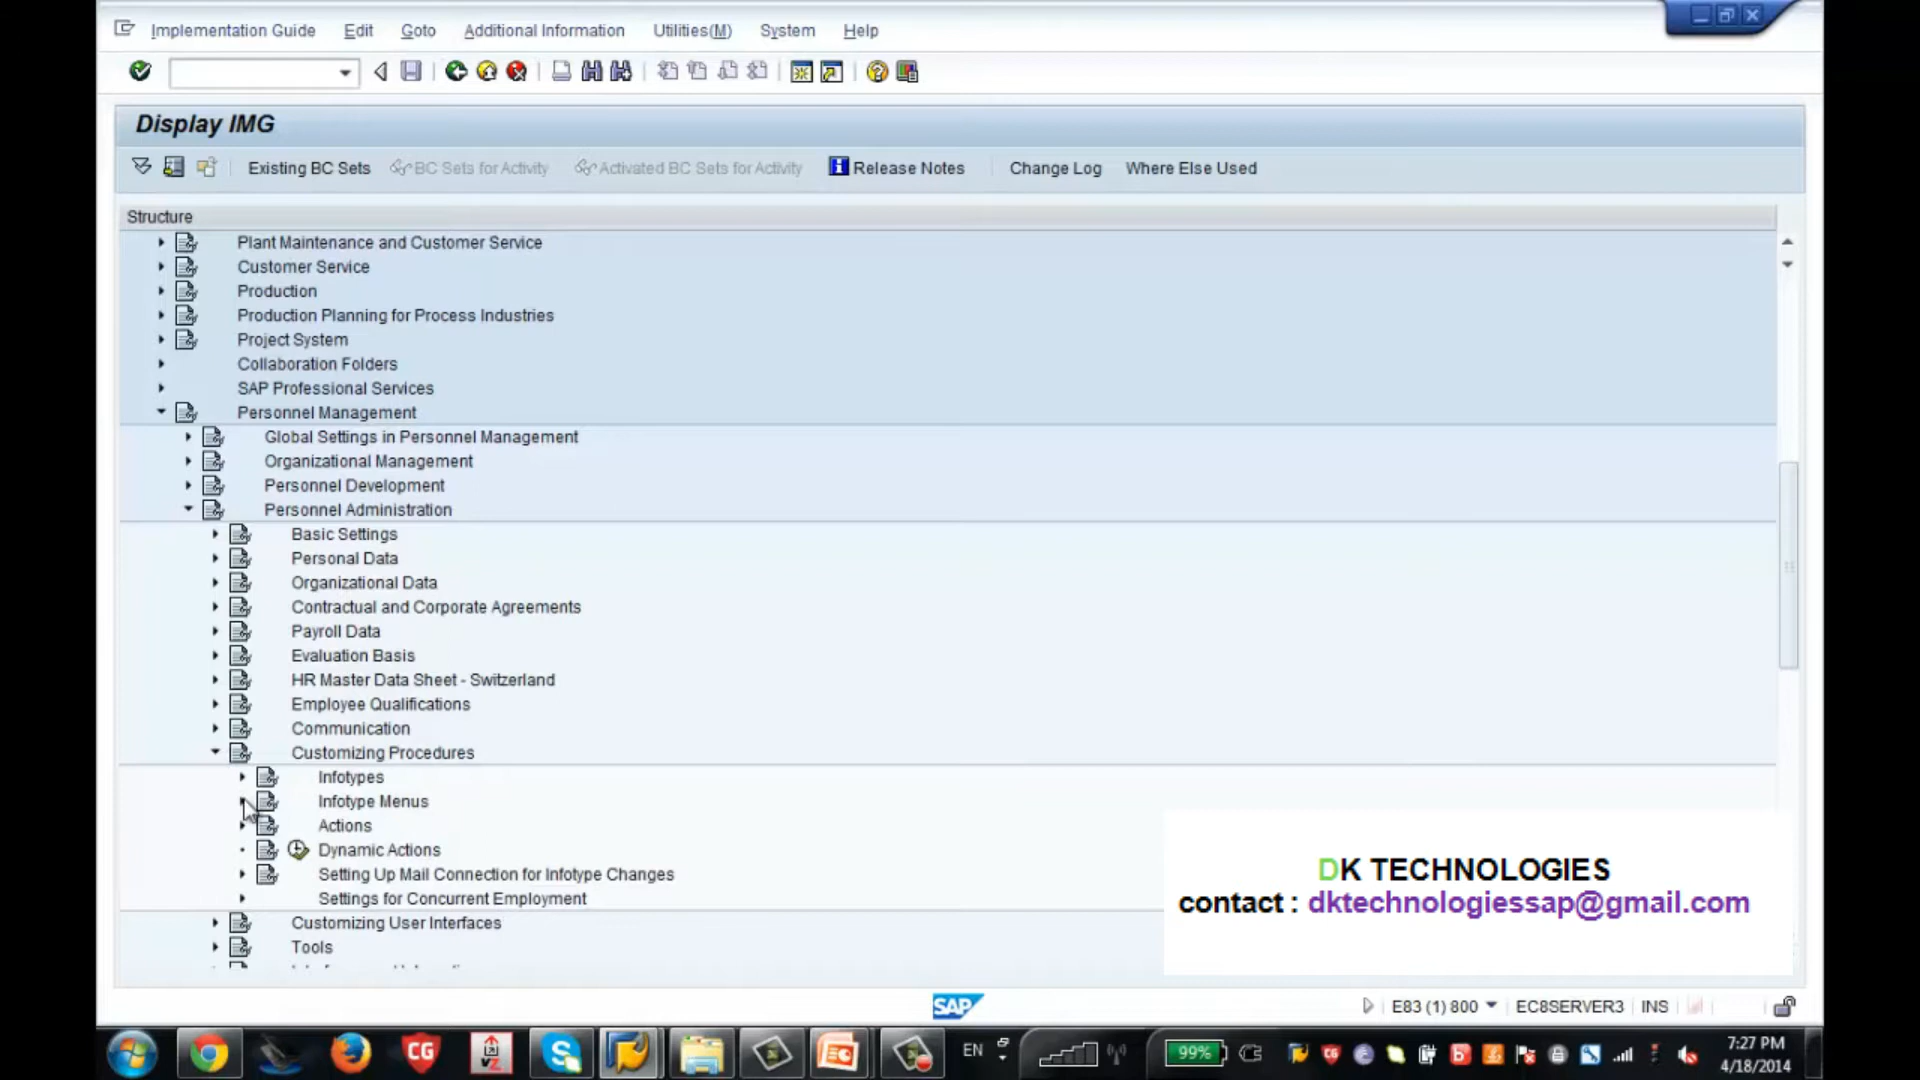 Implementation Guide Edit Goto Additional Information Utilities(M) System Help
Display IMG
Existing BC Sets BC Sets for Activity Activated BC Sets for Activity Release Notes Change Log Where Else Used
Structure
Plant Maintenance and Customer Service
Customer Service
Production
Production Planning for Process Industries
Project System
Collaboration Folders
SAP Professional Services
Personnel Management
Global Settings in Personnel Management
Organizational Management
Personnel Development
Personnel Administration
Basic Settings
Personal Data
Organizational Data
Contractual and Corporate Agreements
Payroll Data
Evaluation Basis
HR Master Data Sheet - Switzerland
Employee Qualifications
Communication
Customizing Procedures
Infotypes
Infotype Menus
Actions
Dynamic Actions
Setting Up Mail Connection for Infotype Changes
Settings for Concurrent Employment
Customizing User Interfaces
Tools
DK TECHNOLOGIES
contact : dktechnologiessap@gmail.com
SAP
E83 (1) 800 EC8SERVER3 INS
EN 99% 7:27 PM
4/18/2014